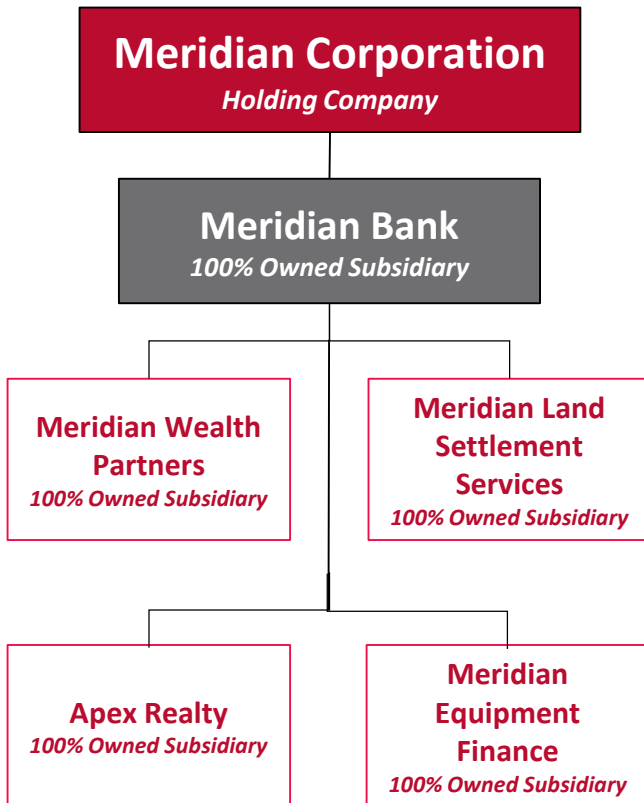 Meridian Corporation
Holding Company
Meridian Bank
100% Owned Subsidiary
Meridian Wealth
Partners
100% Owned Subsidiary
Meridian Land
Settlement
Services
100% Owned Subsidiary
Apex Realty
100% Owned Subsidiary
Meridian
Equipment
Finance
100% Owned Subsidiary